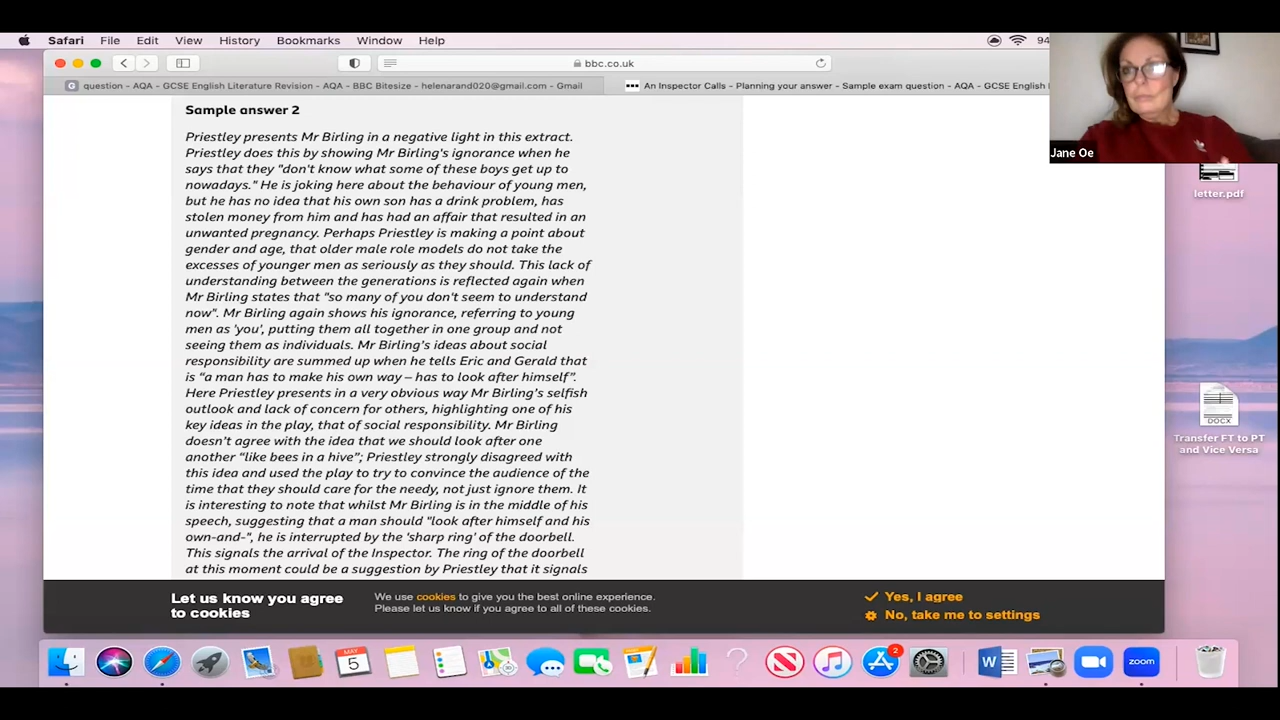 Safari File Edit View History Bookmarks Window Help
94
bbc.co.uk
question - AQA - GCSE English Literature Revision - AQA - BBC Bitesize - helenarand020@gmail.com - Gmail
An Inspector Calls - Planning your answer - Sample exam question - AQA - GCSE English
Jane Oe
Sample answer 2
Priestley presents Mr Birling in a negative light in this extract.
Priestley does this by showing Mr Birling's ignorance when he
says that they "don't know what some of these boys get up to
nowadays." He is joking here about the behaviour of young men,
but he has no idea that his own son has a drink problem, has
stolen money from him and has had an affair that resulted in an
unwanted pregnancy. Perhaps Priestley is making a point about
gender and age, that older male role models do not take the
excesses of younger men as seriously as they should. This lack of
understanding between the generations is reflected again when
Mr Birling states that "so many of you don't seem to understand
now". Mr Birling again shows his ignorance, referring to young
men as 'you', putting them all together in one group and not
seeing them as individuals. Mr Birling's ideas about social
responsibility are summed up when he tells Eric and Gerald that
is “a man has to make his own way – has to look after himself”.
Here Priestley presents in a very obvious way Mr Birling’s selfish
outlook and lack of concern for others, highlighting one of his
key ideas in the play, that of social responsibility. Mr Birling
doesn’t agree with the idea that we should look after one
another “like bees in a hive”; Priestley strongly disagreed with
this idea and used the play to try to convince the audience of the
time that they should care for the needy, not just ignore them. It
is interesting to note that whilst Mr Birling is in the middle of his
speech, suggesting that a man should "look after himself and his
own-and-", he is interrupted by the ‘sharp ring’ of the doorbell.
This signals the arrival of the Inspector. The ring of the doorbell
at this moment could be a suggestion by Priestley that it signals
letter.pdf
DOCX
Transfer FT to PT
and Vice Versa
Let us know you agree
to cookies
We use cookies to give you the best online experience.
Please let us know if you agree to all of these cookies.
Yes, I agree
No, take me to settings
MAY
5
2
W
zoom